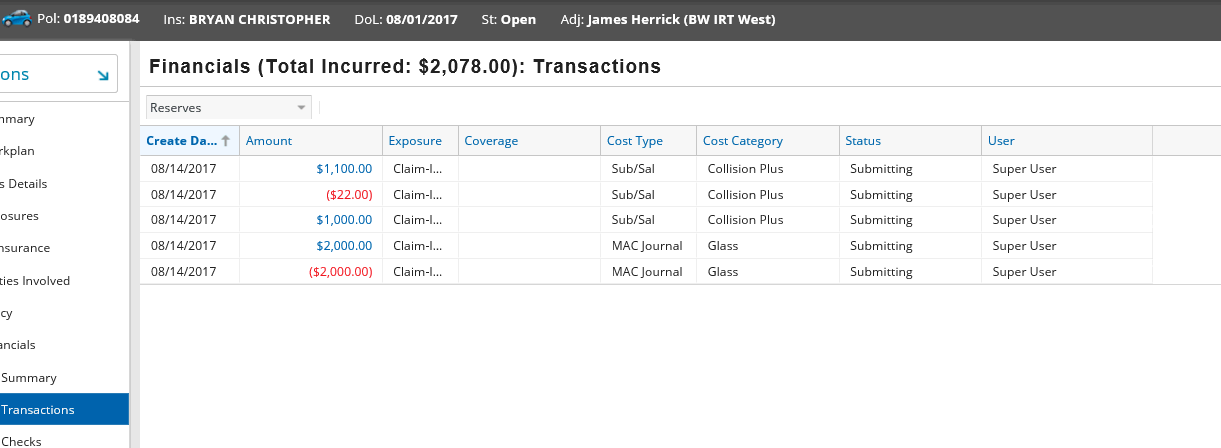 Pol: 0189408084 Ins: BRYAN CHRISTOPHER DoL: 08/01/2017 St: Open Adj: James Herrick (BW IRT West)
ons
Financials (Total Incurred: $2,078.00): Transactions
Reserves
Create Da... Amount Exposure Coverage Cost Type Cost Category Status User
08/14/2017 $1,100.00 Claim-I... Sub/Sal Collision Plus Submitting Super User
08/14/2017 ($22.00) Claim-I... Sub/Sal Collision Plus Submitting Super User
08/14/2017 $1,000.00 Claim-I... Sub/Sal Collision Plus Submitting Super User
08/14/2017 $2,000.00 Claim-I... MAC Journal Glass Submitting Super User
08/14/2017 ($2,000.00) Claim-I... MAC Journal Glass Submitting Super User
mmary
rkplan
s Details
osures
nsurance
ties Involved
cy
ancials
Summary
Transactions
Checks